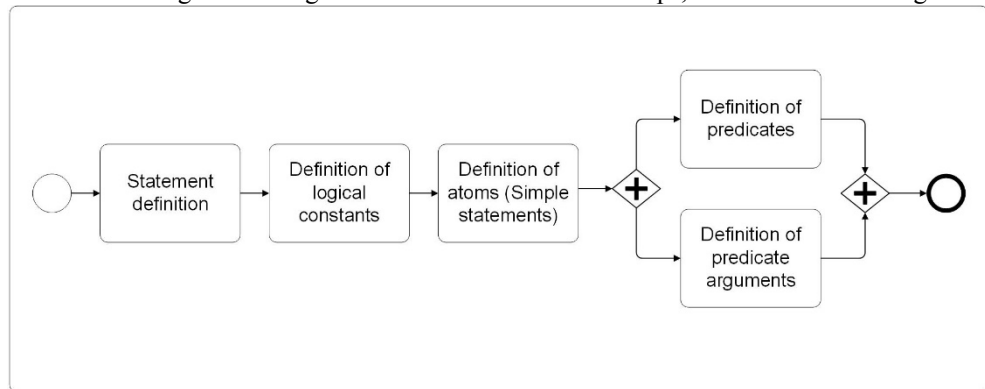 Statement
definition
Definition of
logical
constants
Definition of
atoms (Simple
statements)
Definition of
predicates
Definition of
predicate
arguments